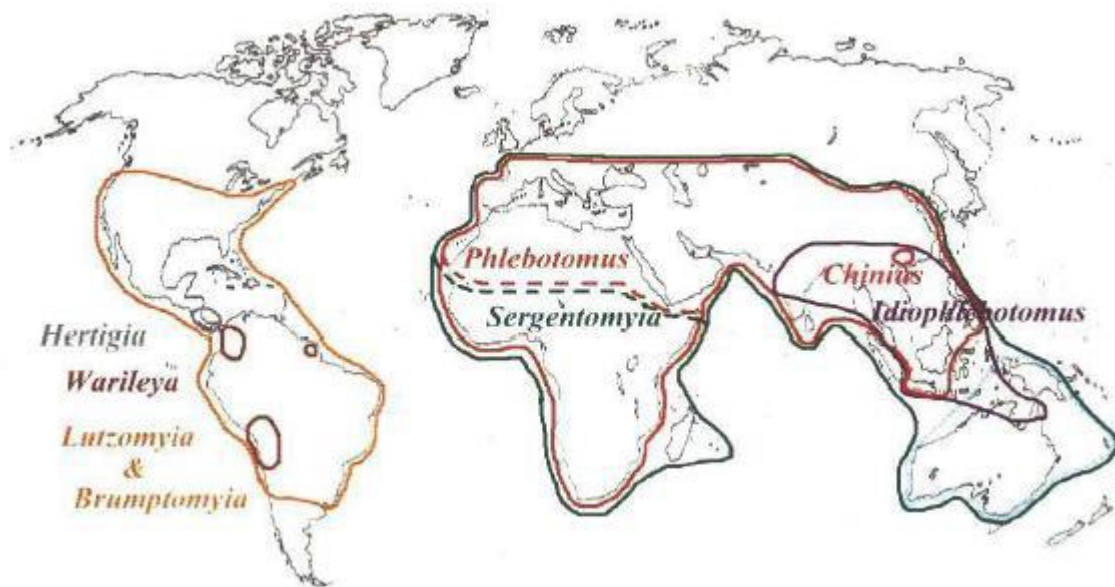 Phlebotomus
Chinius
Sergentomyia
Idiophlebotomus
Hertigia
Warileya
Lutzomyia
&
Brumptomyia